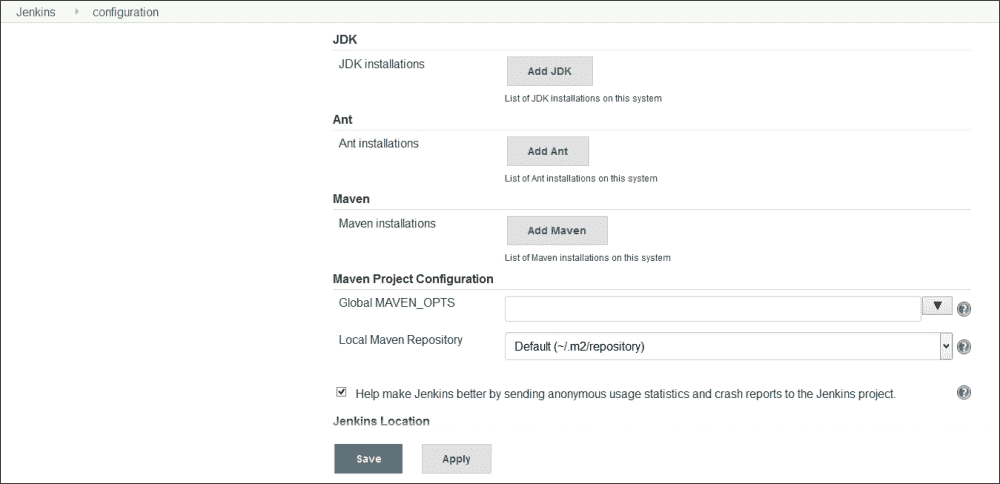 Jenkins configuration
JDK
JDK installations Add JDK
List of JDK installations on this system
Ant
Ant installations Add Ant
List of Ant installations on this system
Maven
Maven installations Add Maven
List of Maven installations on this system
Maven Project Configuration
Global MAVEN_OPTS
Local Maven Repository Default (~/.m2/repository)
Help make Jenkins better by sending anonymous usage statistics and crash reports to the Jenkins project.
Jenkins Location
Save Apply